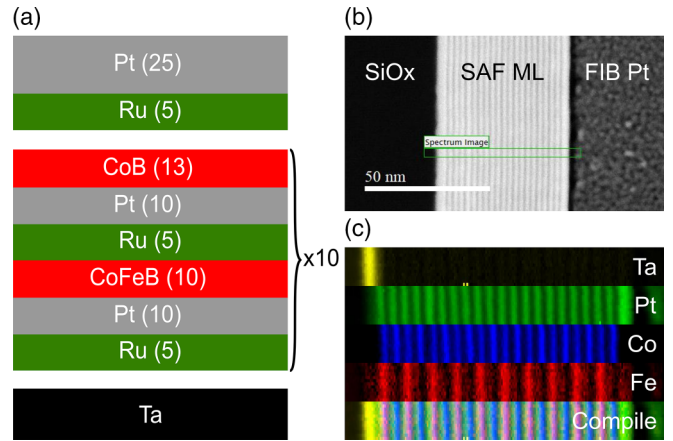 (a)
Pt (25)
Ru (5)
CoB (13)
Pt (10)
Ru (5)
CoFeB (10)
Pt (10)
Ru (5)
x10
Ta
(b)
SiOx
SAF ML
FIB Pt
Spectrum Image
50 nm
(c)
Ta
Pt
Co
Fe
Compile